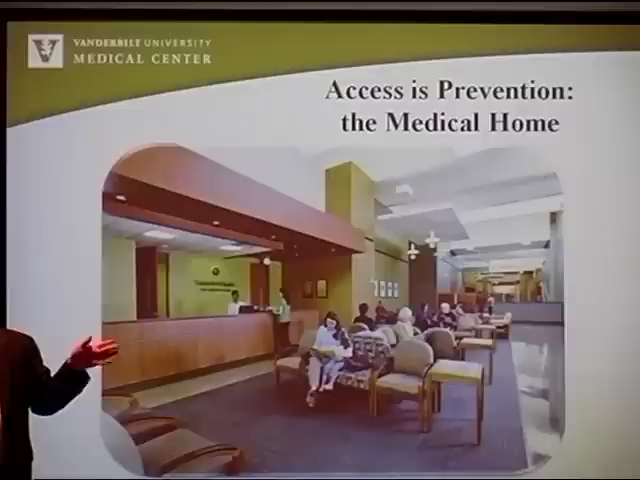 VANDERBILT UNIVERSITY
MEDICAL CENTER
Access is Prevention:
the Medical Home